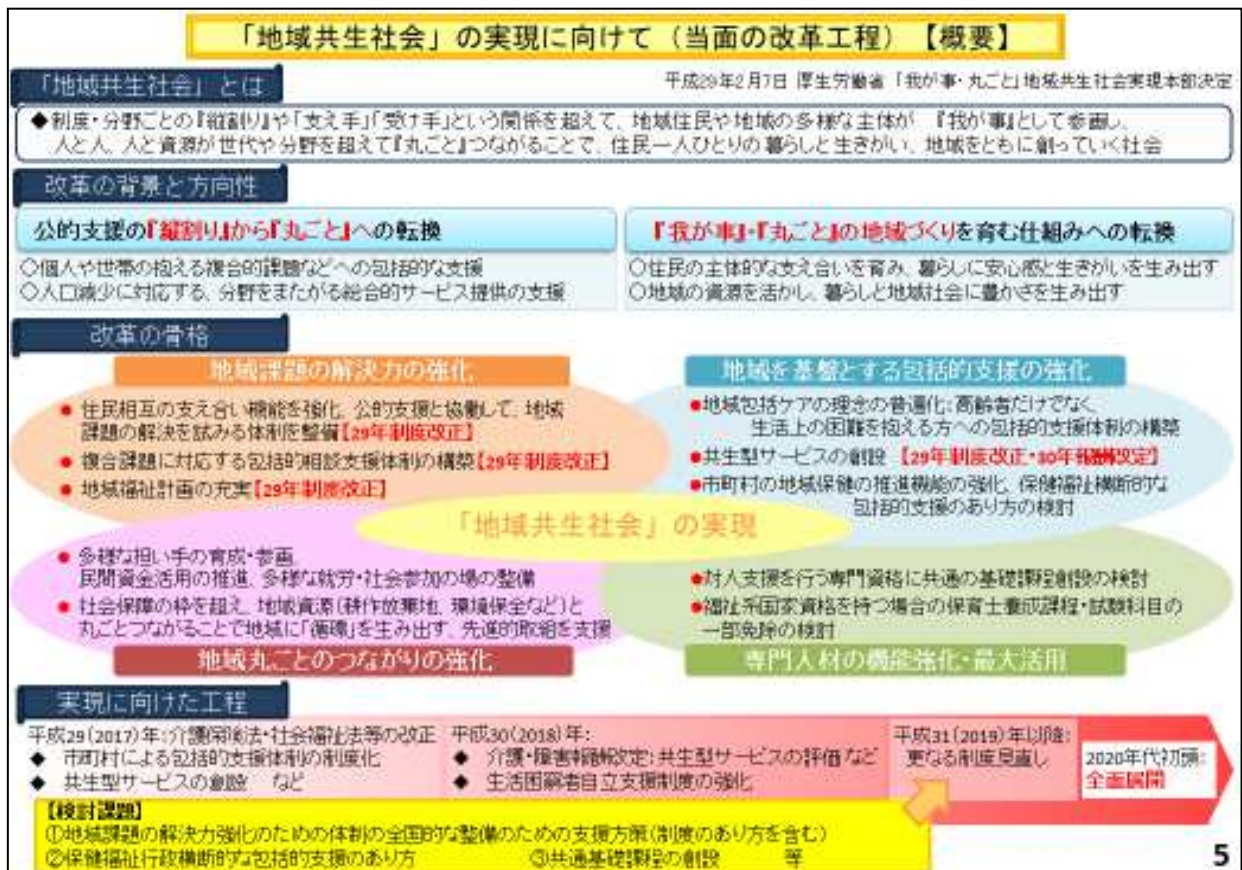 「地域共生社会」の実現に向けて（当面の改革工程）【概要】
「地域共生社会」とは
平成29年2月7日 厚生労働省 「我が事・丸ごと」地域共生社会実現本部決定
◆制度・分野ごとの『縦割り』や「支え手」「受け手」という関係を超えて、地域住民や地域の多様な主体が 『我が事』として参画し、
人と人、人と資源が世代や分野を超えて『丸ごと』つながることで、住民一人ひとりの暮らしと生きがい、地域をともに創っていく社会
改革の背景と方向性
公的支援の『縦割り』から『丸ごと』への転換
○個人や世帯の抱える複合的課題などへの包括的な支援
○人口減少に対応する、分野をまたがる総合的サービス提供の支援
『我が事』・『丸ごと』の地域づくりを育む仕組みへの転換
○住民の主体的な支え合いを育み、暮らしに安心感と生きがいを生み出す
○地域の資源を活かし、暮らしと地域社会に豊かさを生み出す
改革の骨格
地域課題の解決力の強化
● 住民相互の支え合い機能を強化、公的支援と協働して、地域
課題の解決を試みる体制を整備【29年制度改正】
● 複合課題に対応する包括的相談支援体制の構築【29年制度改正】
● 地域福祉計画の充実【29年制度改正】
地域を基盤とする包括的支援の強化
●地域包括ケアの理念の普遍化：高齢者だけでなく、
生活上の困難を抱える方への包括的支援体制の構築
●共生型サービスの創設 【29年制度改正・30年報酬改定】
●市町村の地域保健の推進機能の強化、保健福祉横断的な
包括的支援のあり方の検討
「地域共生社会」の実現
● 多様な担い手の育成・参画、
民間資金活用の推進、多様な就労・社会参加の場の整備
● 社会保障の枠を超え、地域資源（耕作放棄地、環境保全など）と
丸ごとつながることで地域に「循環」を生み出す、先進的取組を支援
地域丸ごとのつながりの強化
●対人支援を行う専門資格に共通の基礎課程創設の検討
●福祉系国家資格を持つ場合の保育士養成課程・試験科目の
一部免除の検討
専門人材の機能強化・最大活用
実現に向けた工程
平成29(2017)年：介護保険法・社会福祉法等の改正
◆ 市町村による包括的支援体制の制度化
◆ 共生型サービスの創設 など
平成30(2018)年：
◆ 介護・障害報酬改定：共生型サービスの評価 など
◆ 生活困窮者自立支援制度の強化
平成31(2019)年以降：
更なる制度見直し
2020年代初頭：
全面展開
【検討課題】
①地域課題の解決力強化のための体制の全国的な整備のための支援方策（制度のあり方を含む）
②保健福祉行政横断的な包括的支援のあり方 ③共通基礎課程の創設 等
5